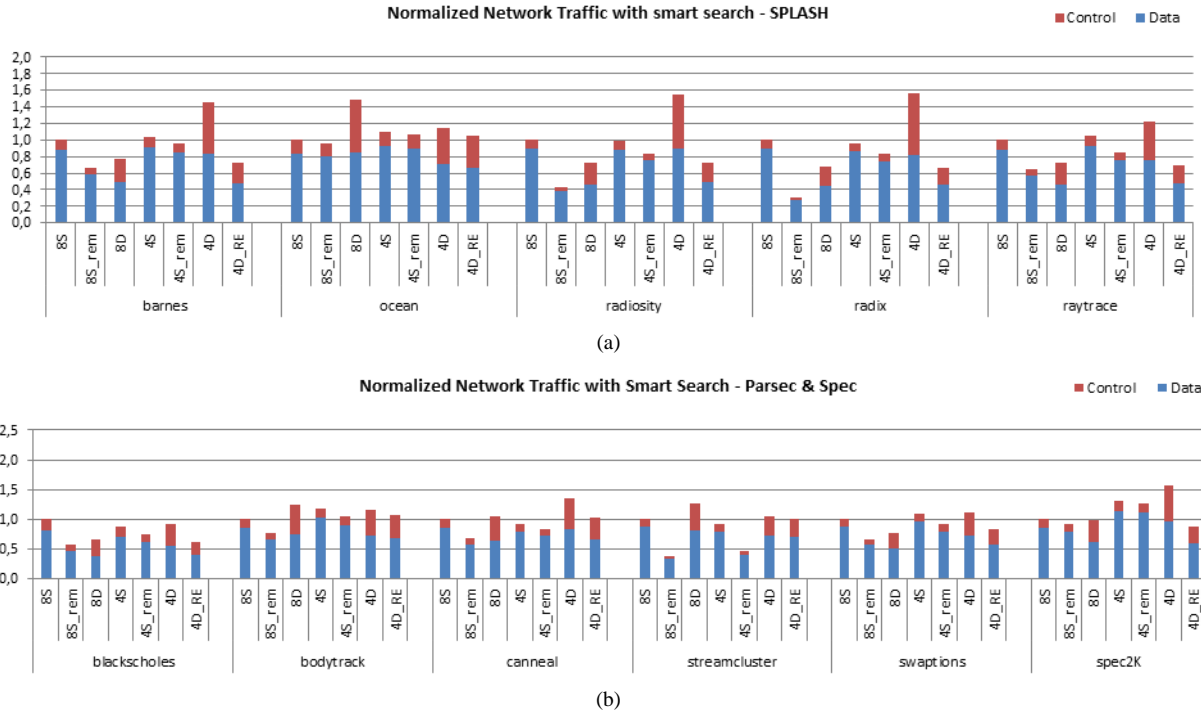 Normalized Network Traffic with smart search - SPLASH
Control Data
2,0
1,8
1,6
1,4
1,2
1,0
0,8
0,6
0,4
0,2
0,0
8S 8S_rem 8D 4S 4S_rem 4D 4D_RE 8S 8S_rem 8D 4S 4S_rem 4D 4D_RE 8S 8S_rem 8D 4S 4S_rem 4D 4D_RE 8S 8S_rem 8D 4S 4S_rem 4D 4D_RE 8S 8S_rem 8D 4S 4S_rem 4D 4D_RE
barnes ocean radiosity radix raytrace
(a)
Normalized Network Traffic with Smart Search - Parsec & Spec
Control Data
2,5
2,0
1,5
1,0
0,5
0,0
8S 8S_rem 8D 4S 4S_rem 4D 4D_RE 8S 8S_rem 8D 4S 4S_rem 4D 4D_RE 8S 8S_rem 8D 4S 4S_rem 4D 4D_RE 8S 8S_rem 8D 4S 4S_rem 4D 4D_RE 8S 8S_rem 8D 4S 4S_rem 4D 4D_RE 8S 8S_rem 8D 4S 4S_rem 4D 4D_RE
blackscholes bodytrack canneal streamcluster swaptions spec2K
(b)